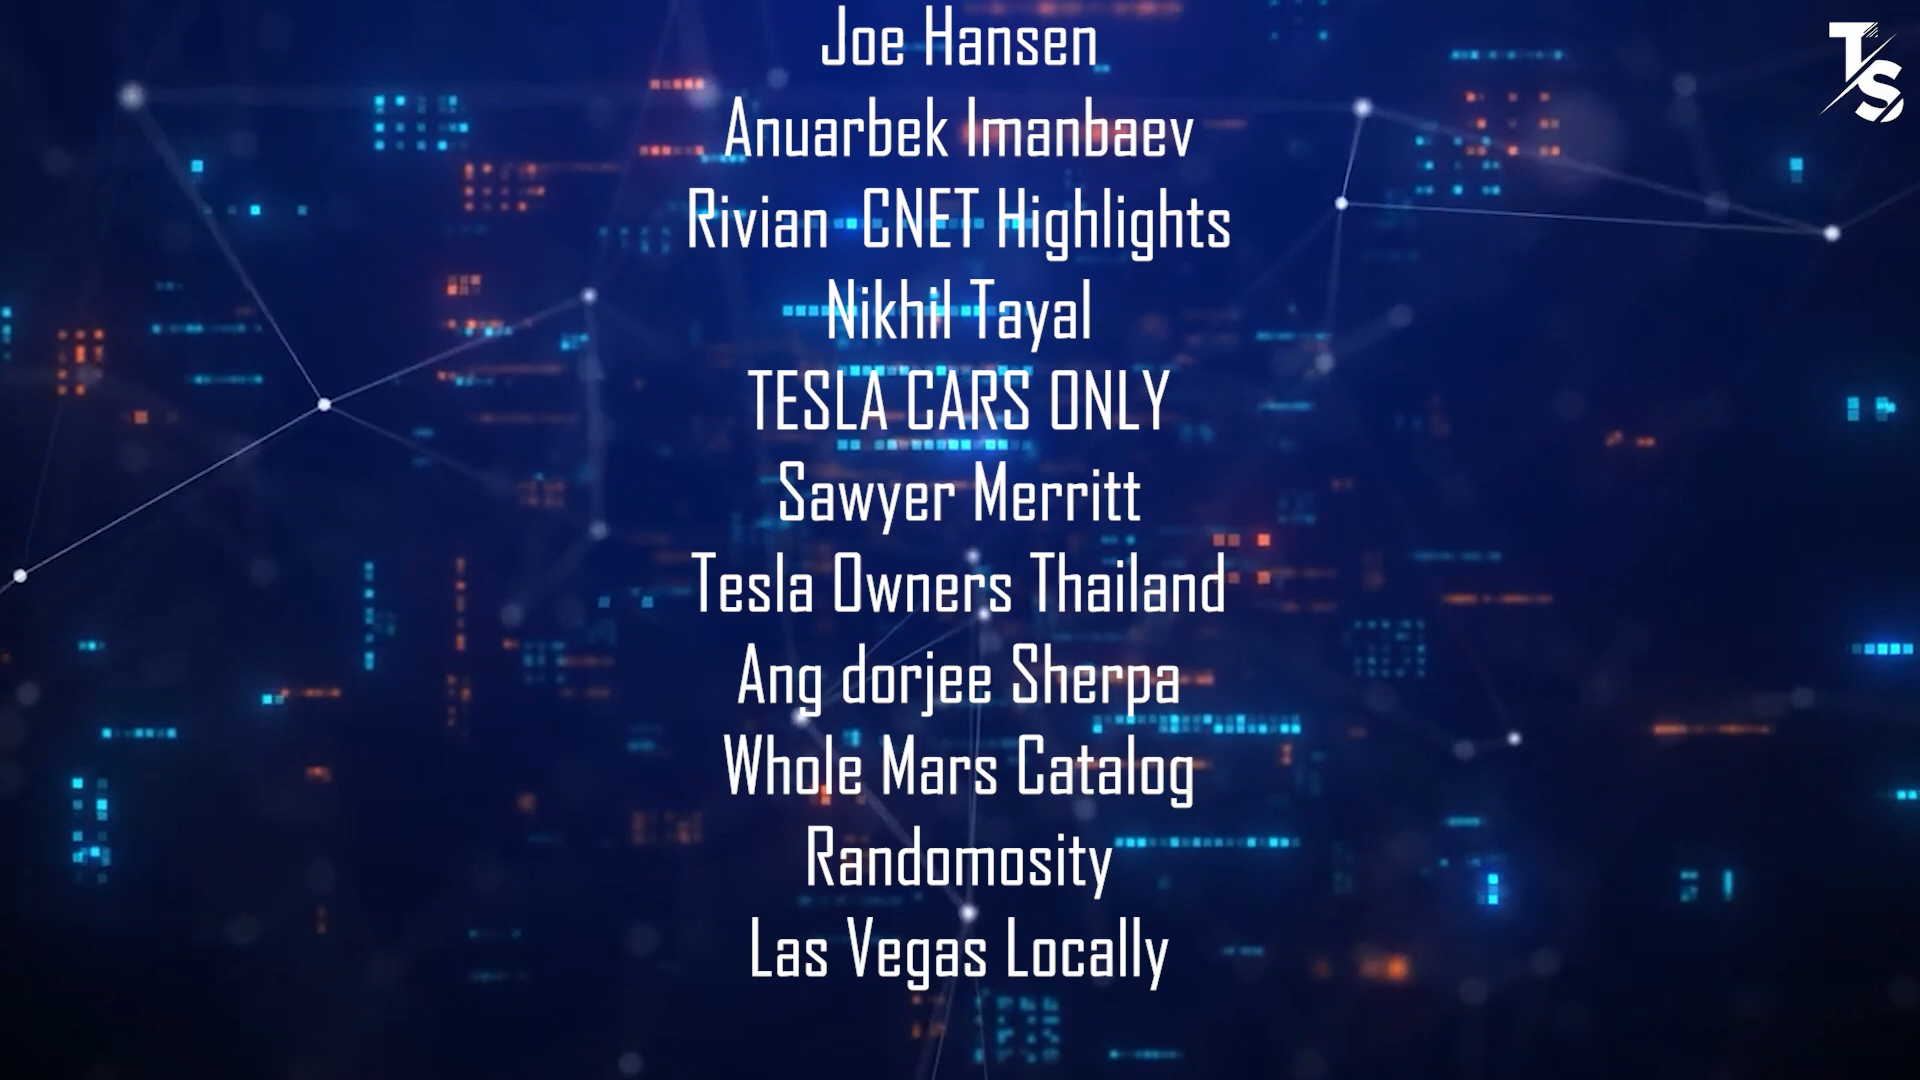 Joe Hansen
TS
Anuarbek Imanbaev
Rivian CNET Highlights
Nikhil Tayal
TESLA CARS ONLY
Sawyer Merritt
Tesla Owners Thailand
Ang dorjee Sherpa
Whole Mars Catalog
Randomosity
Las Vegas Locally